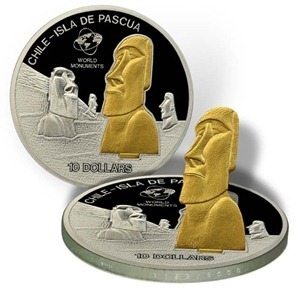 CHILE-ISLA DE PASCUA
WORLD
MONUMENTS
10 DOLLARS
CHILE-ISLA DE PASCUA
WORLD
MONUMENTS
10 DOLLARS